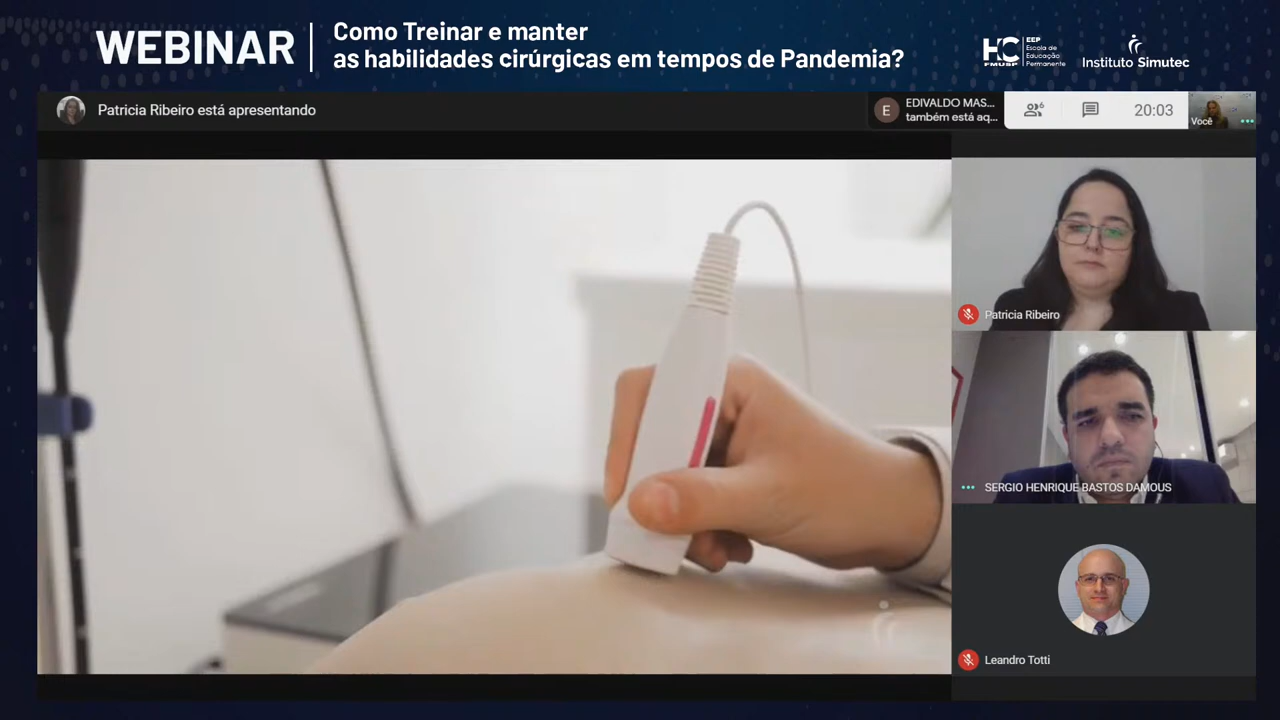 WEBINAR
Como Treinar e manter
as habilidades cirúrgicas em tempos de Pandemia?
HC
FMUSP
EEP
Escola de
Educação
Permanente
Instituto Simutec
Patricia Ribeiro está apresentando
E
EDIVALDO MAS...
também está aq...
6
20:03
Você
Patricia Ribeiro
SERGIO HENRIQUE BASTOS DAMOUS
Leandro Totti